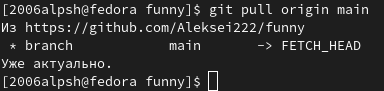 [2006alpsh@fedora funny]$ git pull origin main
Из https://github.com/Aleksei222/funny
 * branch            main       -> FETCH_HEAD
Уже актуально.
[2006alpsh@fedora funny]$